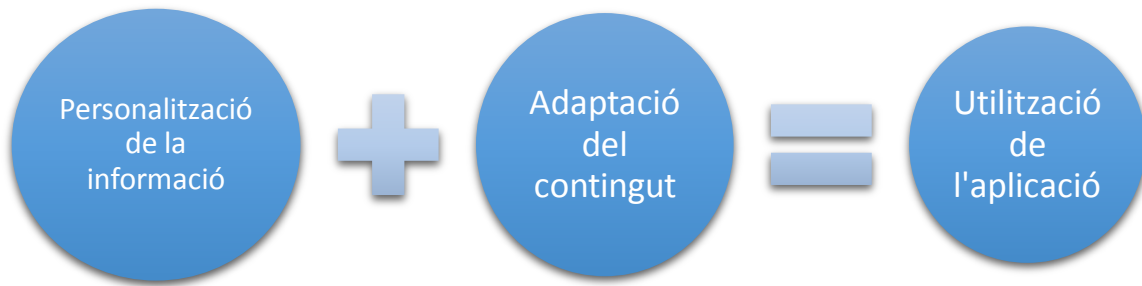 Personalització
de la
informació
Adaptació
del
contingut
Utilització
de
l'aplicació